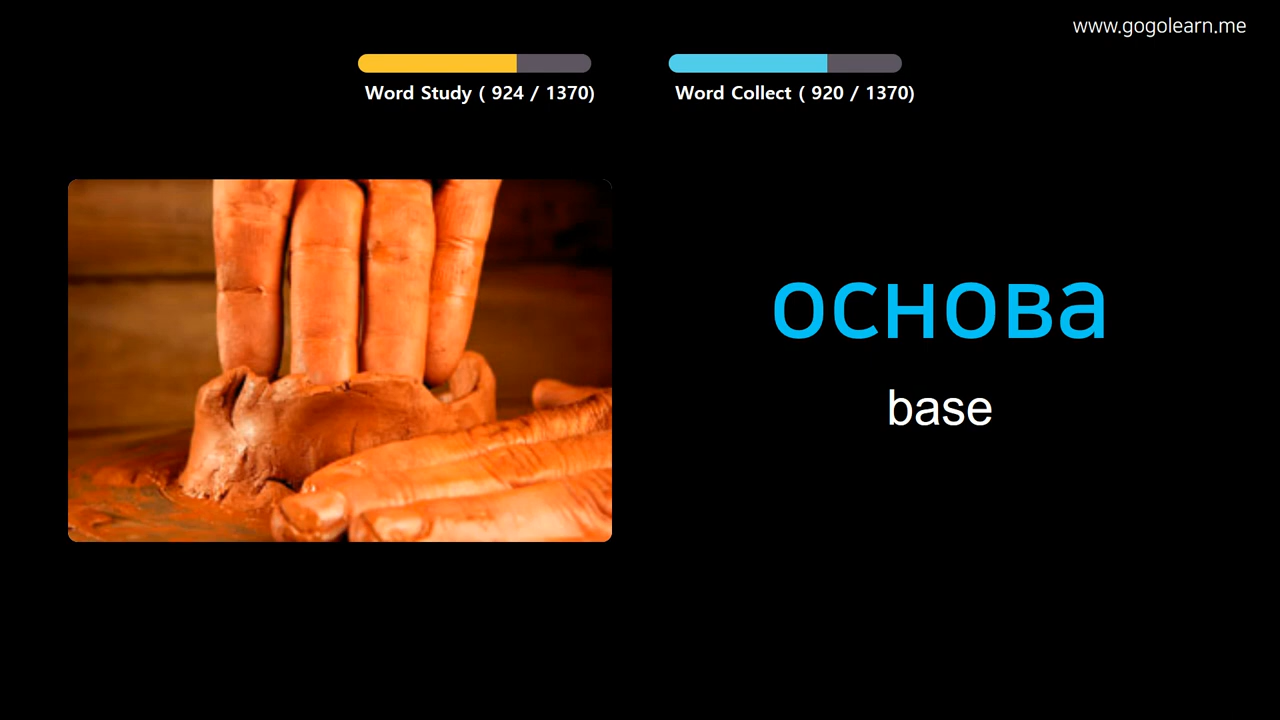 www.gogolearn.me
Word Study ( 924 / 1370)
Word Collect ( 920 / 1370)
основа
base